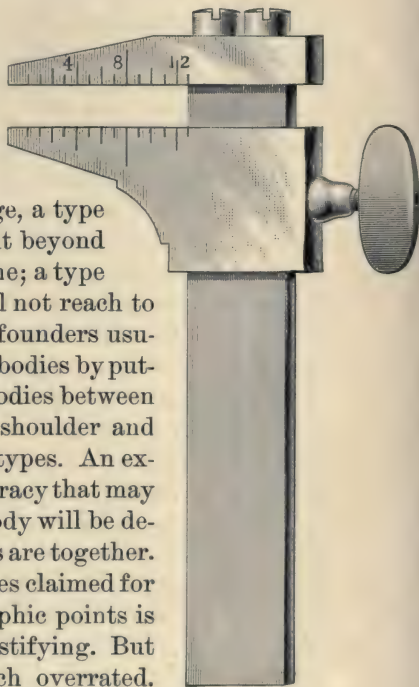 4 8 12
ge, a type
t beyond
ne; a type
l not reach to
founders usu-
bodies by put-
odies between
shoulder and
types. An ex-
racy that may
ody will be de-
s are together.
es claimed for
phic points is
stifying. But
ch overrated.